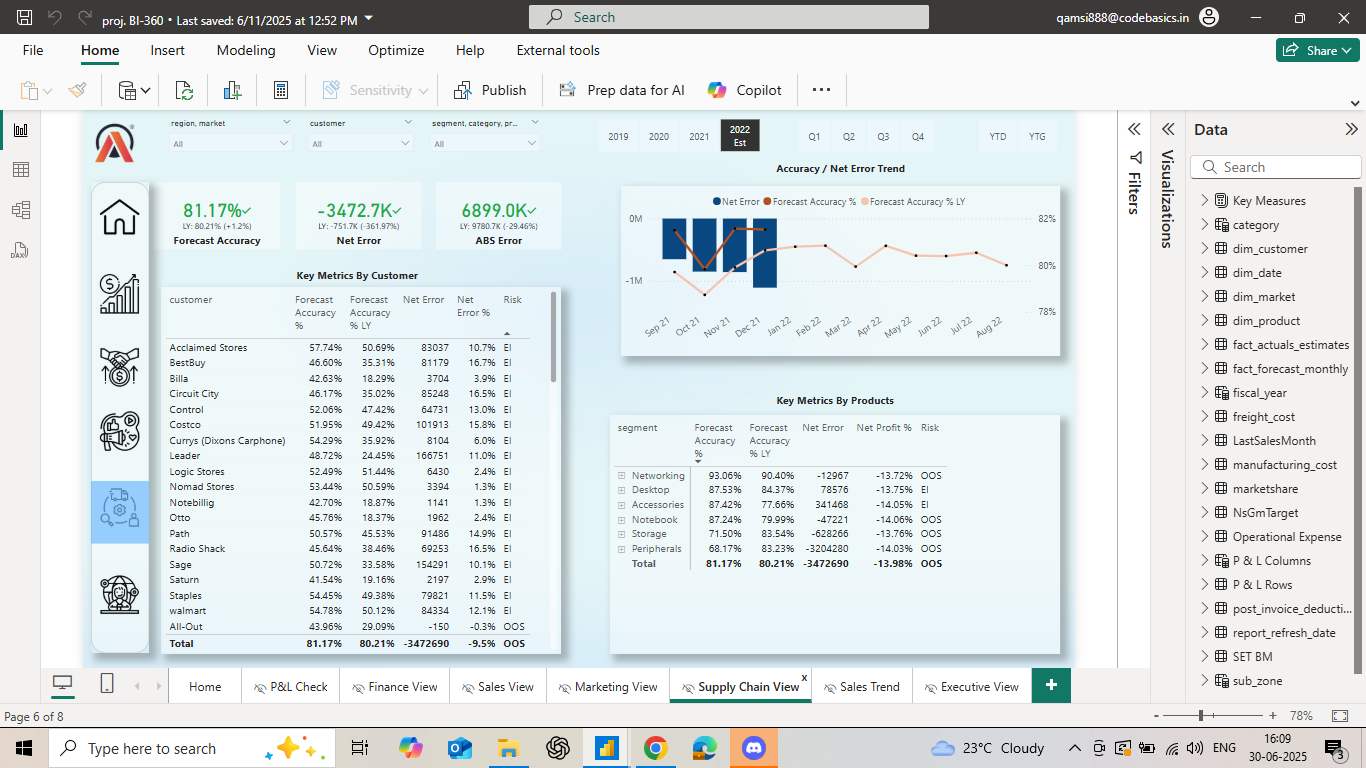 proj. BI-360 • Last saved: 6/11/2025 at 12:52 PM
Search
qamsi888@codebasics.in
File Home Insert Modeling View Optimize Help External tools
Share
Sensitivity Publish Prep data for AI Copilot
region, market
All
customer
All
segment, category, pr...
All
2019 2020 2021 2022 Est Q1 Q2 Q3 Q4 YTD YTG
81.17%
LY: 80.21% (+1.2%)
Forecast Accuracy
-3472.7K
LY: -751.7K (-361.97%)
Net Error
6899.0K
LY: 9780.7K (-29.46%)
ABS Error
Accuracy / Net Error Trend
Net Error Forecast Accuracy % Forecast Accuracy % LY
0M
-1M
82%
80%
78%
Sep 21 Oct 21 Nov 21 Dec 21 Jan 22 Feb 22 Mar 22 Apr 22 May 22 Jun 22 Jul 22 Aug 22
Key Metrics By Customer
customer Forecast Accuracy % Forecast Accuracy % LY Net Error Net Error % Risk
Acclaimed Stores 57.74% 50.69% 83037 10.7% EI
BestBuy 46.60% 35.31% 81179 16.7% EI
Billa 42.63% 18.29% 3704 3.9% EI
Circuit City 46.17% 35.02% 85248 16.5% EI
Control 52.06% 47.42% 64731 13.0% EI
Costco 51.95% 49.42% 101913 15.8% EI
Currys (Dixons Carphone) 54.29% 35.92% 8104 6.0% EI
Leader 48.72% 24.45% 166751 11.0% EI
Logic Stores 52.49% 51.44% 6430 2.4% EI
Nomad Stores 53.44% 50.59% 3394 1.3% EI
Notebillig 42.70% 18.87% 1141 1.3% EI
Otto 45.76% 18.37% 1962 2.4% EI
Path 50.57% 45.53% 91486 14.9% EI
Radio Shack 45.64% 38.46% 69253 16.5% EI
Sage 50.72% 33.58% 154291 10.1% EI
Saturn 41.54% 19.16% 2197 2.9% EI
Staples 54.45% 49.38% 79821 11.5% EI
walmart 54.78% 50.12% 84334 12.1% EI
All-Out 43.96% 29.09% -150 -0.3% OOS
Total 81.17% 80.21% -3472690 -9.5% OOS
Key Metrics By Products
segment Forecast Accuracy % Forecast Accuracy % LY Net Error Net Profit % Risk
Networking 93.06% 90.40% -12967 -13.72% OOS
Desktop 87.53% 84.37% 78576 -13.75% EI
Accessories 87.42% 77.66% 341468 -14.05% EI
Notebook 87.24% 79.99% -47221 -14.06% OOS
Storage 71.50% 83.54% -628266 -13.76% OOS
Peripherals 68.17% 83.23% -3204280 -14.03% OOS
Total 81.17% 80.21% -3472690 -13.98% OOS
Filters
Visualizations
Data
Search
Key Measures
category
dim_customer
dim_date
dim_market
dim_product
fact_actuals_estimates
fact_forecast_monthly
fiscal_year
freight_cost
LastSalesMonth
manufacturing_cost
marketshare
NsGmTarget
Operational Expense
P & L Columns
P & L Rows
post_invoice_deducti...
report_refresh_date
SET BM
sub_zone
Home P&L Check Finance View Sales View Marketing View Supply Chain View x Sales Trend Executive View
Page 6 of 8
78%
Type here to search
23°C Cloudy
ENG
16:09
30-06-2025
3